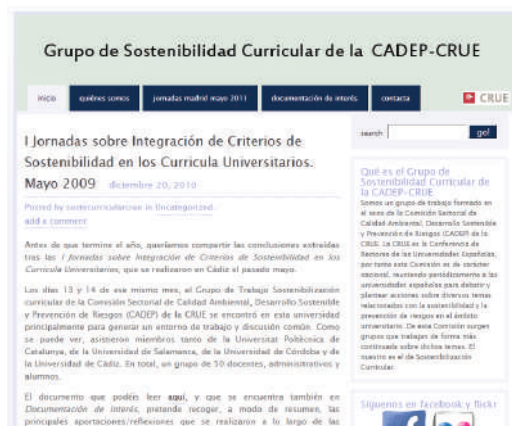 Grupo de Sostenibilidad Curricular de la CADEP-CRUE
inicio quiénes somos jornadas madrid mayo 2011 documentación de interés contacta CRUE
search go!
I Jornadas sobre Integración de Criterios de
Sostenibilidad en los Curricula Universitarios.
Mayo 2009 diciembre 20, 2010
Posted by sostecurricularcrue in Uncategorized.
add a comment
Antes de que termine el año, queríamos compartir las conclusiones extraídas
tras las I Jornadas sobre Integración de Criterios de Sostenibilidad en los
Curricula Universitarios, que se realizaron en Cádiz el pasado mayo.
Los días 13 y 14 de ese mismo mes, el Grupo de Trabajo Sostenibilización
curricular de la Comisión Sectorial de Calidad Ambiental, Desarrollo Sostenible
y Prevención de Riesgos (CADEP) de la CRUE se encontró en esta universidad
principalmente para generar un entorno de trabajo y discusión común. Como
se puede ver, asistieron miembros tanto de la Universitat Politècnica de
Catalunya, de la Universidad de Salamanca, de la Universidad de Córdoba y de
la Universidad de Cádiz. En total, un grupo de 50 docentes, administrativos y
alumnos.
El documento que podéis leer aquí, y que se encuentra también en
Documentación de interés, pretende recoger, a modo de resumen, las
principales aportaciones/reflexiones que se realizaron a lo largo de las
Qué es el Grupo de
Sostenibilidad Curricular de
la CADEP-CRUE
Somos un grupo de trabajo formado en
el seno de la Comisión Sectorial de
Calidad Ambiental, Desarrollo Sostenible
y Prevención de Riesgos (CADEP) de la
CRUE. La CRUE es la Conferencia de
Rectores de las Universidades Españolas,
por tanto esta Comisión es de carácter
nacional, reuniendo periódicamente a las
universidades españolas para debatir y
plantear acciones sobre diversos temas
relacionados con la sostenibilidad y la
prevención de riesgos en el ámbito
universitario. De esta Comisión surgen
grupos que trabajan de forma más
continuada sobre dichos temas. El
nuestro es el de Sostenibilización
Curricular.
Síguenos en facebook y flickr